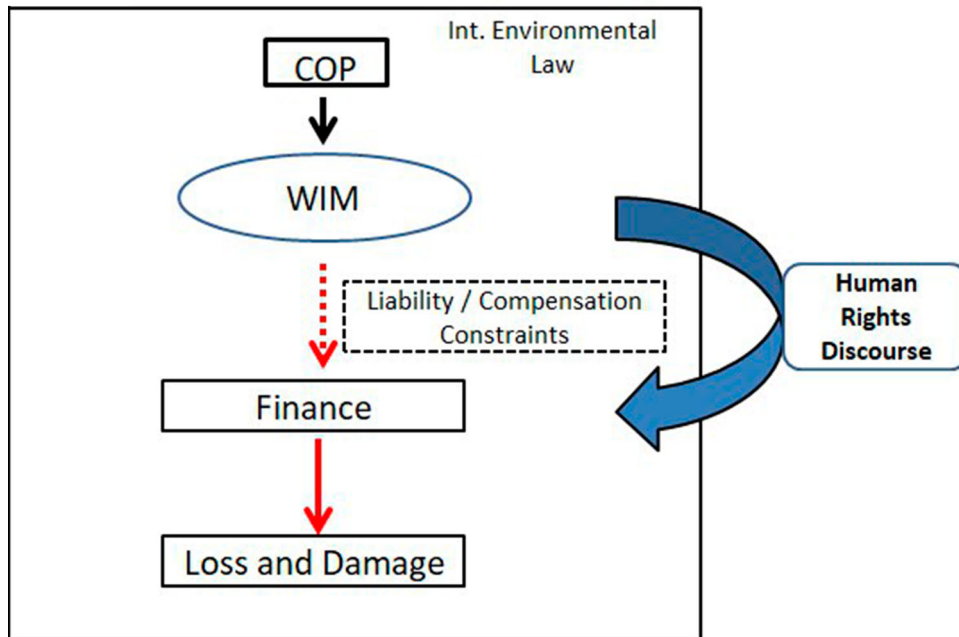 Int. Environmental
Law
COP
WIM
Liability / Compensation
Constraints
Human
Rights
Discourse
Finance
Loss and Damage